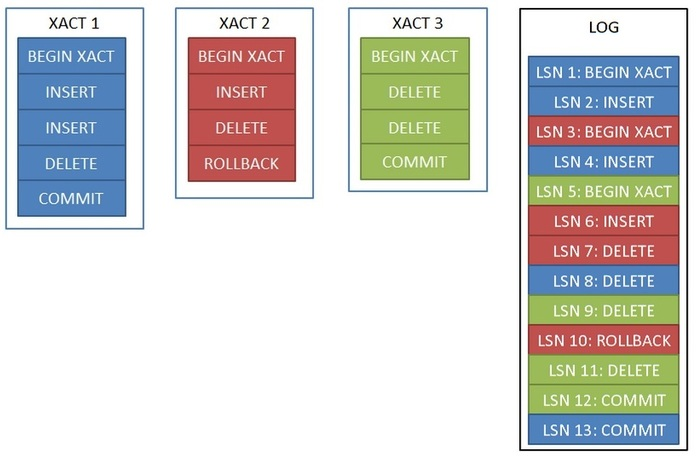 XACT 1
BEGIN XACT
INSERT
INSERT
DELETE
COMMIT
XACT 2
BEGIN XACT
INSERT
DELETE
ROLLBACK
XACT 3
BEGIN XACT
DELETE
DELETE
COMMIT
LOG
LSN 1: BEGIN XACT
LSN 2: INSERT
LSN 3: BEGIN XACT
LSN 4: INSERT
LSN 5: BEGIN XACT
LSN 6: INSERT
LSN 7: DELETE
LSN 8: DELETE
LSN 9: DELETE
LSN 10: ROLLBACK
LSN 11: DELETE
LSN 12: COMMIT
LSN 13: COMMIT